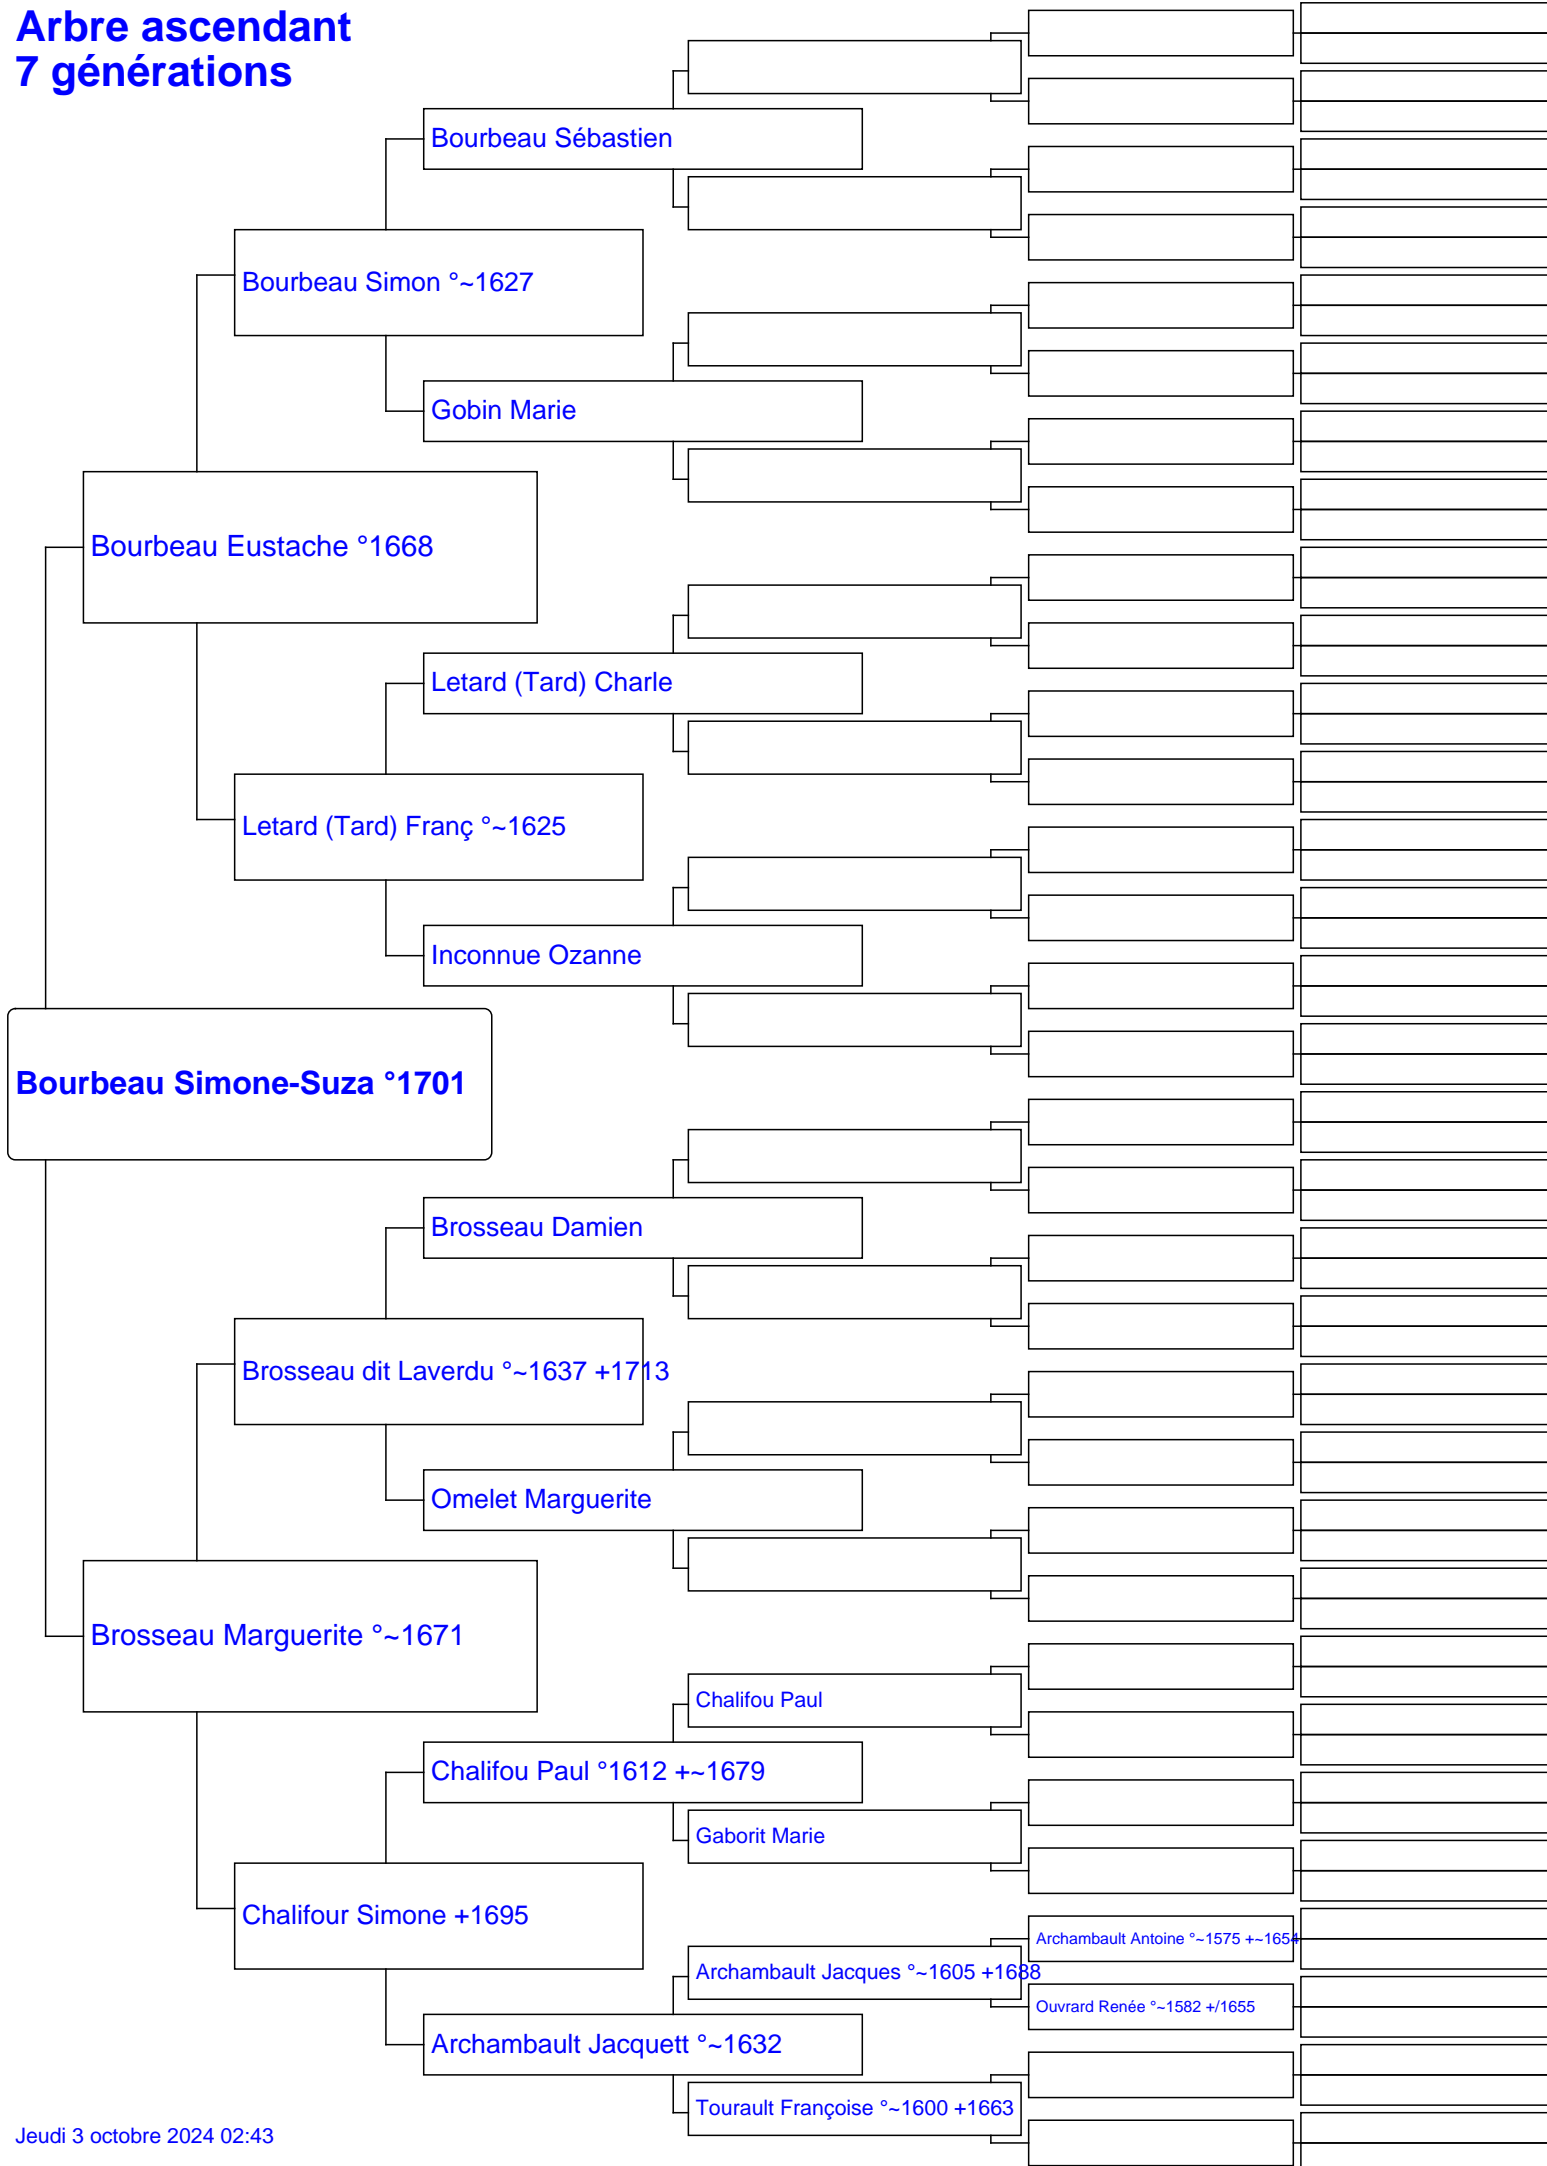 Arbre ascendant
7 générations
Bourbeau Sébastien
Bourbeau Simon °~1627
Gobin Marie
Bourbeau Eustache °1668
Letard (Tard) Charle
Letard (Tard) Franç °~1625
Inconnue Ozanne
Bourbeau Simone-Suza °1701
Brosseau Damien
Brosseau dit Laverdu °~1637 +1713
Omelet Marguerite
Brosseau Marguerite °~1671
Chalifou Paul
Chalifou Paul °1612 +~1679
Gaborit Marie
Chalifour Simone +1695
Archambault Antoine °~1575 +~1654
Archambault Jacques °~1605 +1688
Ouvrard Renée °~1582 +/1655
Archambault Jacquett °~1632
Tourault Françoise °~1600 +1663
Jeudi 3 octobre 2024 02:43